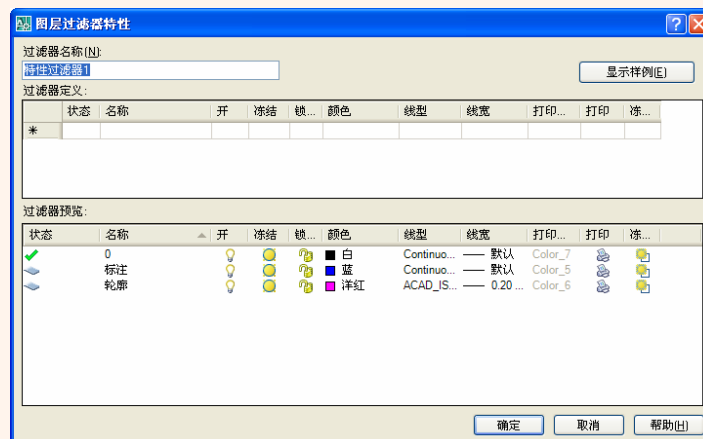 图层过滤器特性
过滤器名称(N):
特性过滤器1
显示样例(E)
过滤器定义:
状态 名称 开 冻结 锁... 颜色 线型 线宽 打印... 打印 冻...
过滤器预览:
状态 名称 开 冻结 锁... 颜色 线型 线宽 打印... 打印 冻...
0 白 Continuo... 默认 Color_7
标注 蓝 Continuo... 默认 Color_5
轮廓 洋红 ACAD_IS... 0.20 ... Color_6
确定 取消 帮助(H)